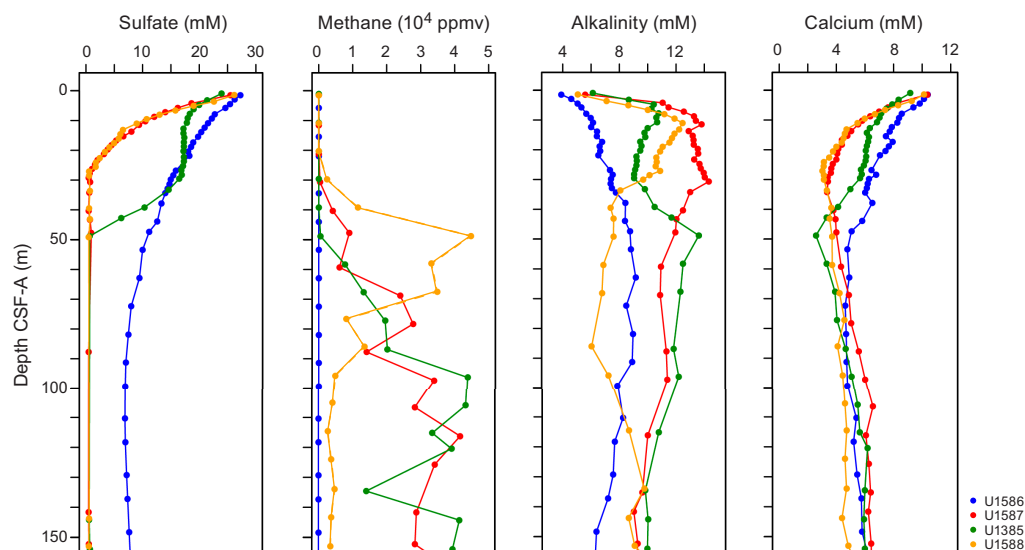 Sulfate (mM) Methane (10⁴ ppmv) Alkalinity (mM) Calcium (mM)
0 10 20 30 0 1 2 3 4 5 4 8 12 0 4 8 12
0
50
100
150
Depth CSF-A (m)
U1586
U1587
U1385
U1588